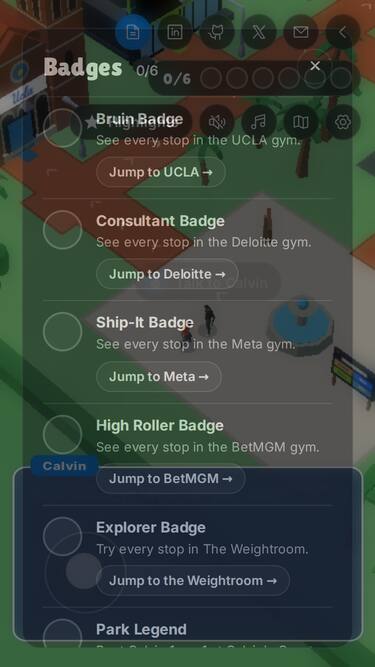 Badges 0/6
0/6
Bruin Badge
See every stop in the UCLA gym.
Jump to UCLA →
Consultant Badge
See every stop in the Deloitte gym.
Jump to Deloitte →
Talk to Calvin
Ship-It Badge
See every stop in the Meta gym.
Jump to Meta →
High Roller Badge
See every stop in the BetMGM gym.
Calvin
Jump to BetMGM →
Explorer Badge
Try every stop in The Weightroom.
Jump to the Weightroom →
Park Legend